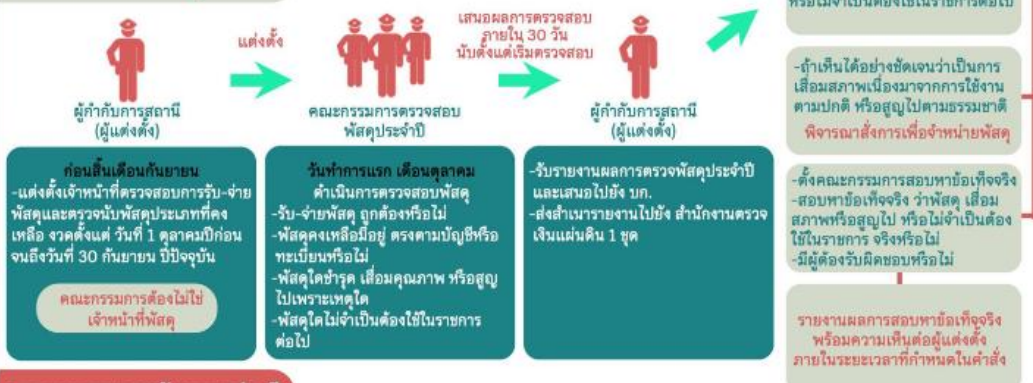 แต่งตั้ง
เสนอผลการตรวจสอบ
ภายใน 30 วัน
นับตั้งแต่เริ่มตรวจสอบ
ผู้กำกับการสถานี
(ผู้แต่งตั้ง)
คณะกรรมการตรวจสอบ
พัสดุประจำปี
ผู้กำกับการสถานี
(ผู้แต่งตั้ง)
ก่อนสิ้นเดือนกันยายน
-แต่งตั้งเจ้าหน้าที่ตรวจสอบการรับ-จ่าย
พัสดุและตรวจนับพัสดุประเภทที่คง
เหลือ งวดตั้งแต่ วันที่ 1 ตุลาคมปีก่อน
จนถึงวันที่ 30 กันยายน ปีปัจจุบัน
คณะกรรมการต้องไม่ใช่
เจ้าหน้าที่พัสดุ
วันทำการแรก เดือนตุลาคม
ดำเนินการตรวจสอบพัสดุ
-รับ-จ่ายพัสดุ ถูกต้องหรือไม่
-พัสดุคงเหลือมีอยู่ ตรงตามบัญชีหรือ
ทะเบียนหรือไม่
-พัสดุใดชำรุด เสื่อมคุณภาพ หรือสูญ
ไปเพราะเหตุใด
-พัสดุใดไม่จำเป็นต้องใช้ในราชการ
ต่อไป
-รับรายงานผลการตรวจพัสดุประจำปี
และเสนอไปยัง บก.
-ส่งสำเนารายงานไปยัง สำนักงานตรวจ
เงินแผ่นดิน 1 ชุด
หรือไม่จำเป็นต้องใช้ในราชการต่อไป
-ถ้าเห็นได้อย่างชัดเจนว่าเป็นการ
เสื่อมสภาพเนื่องมาจากการใช้งาน
ตามปกติ หรือสูญไปตามธรรมชาติ
พิจารณาสั่งการเพื่อจำหน่ายพัสดุ
-ตั้งคณะกรรมการสอบหาข้อเท็จจริง
-สอบหาข้อเท็จจริง ว่าพัสดุ เสื่อม
สภาพหรือสูญไป หรือไม่จำเป็นต้อง
ใช้ในราชการ จริงหรือไม่
-มีผู้ต้องรับผิดชอบหรือไม่
รายงานผลการสอบหาข้อเท็จจริง
พร้อมความเห็นต่อผู้แต่งตั้ง
ภายในระยะเวลาที่กำหนดในคำสั่ง